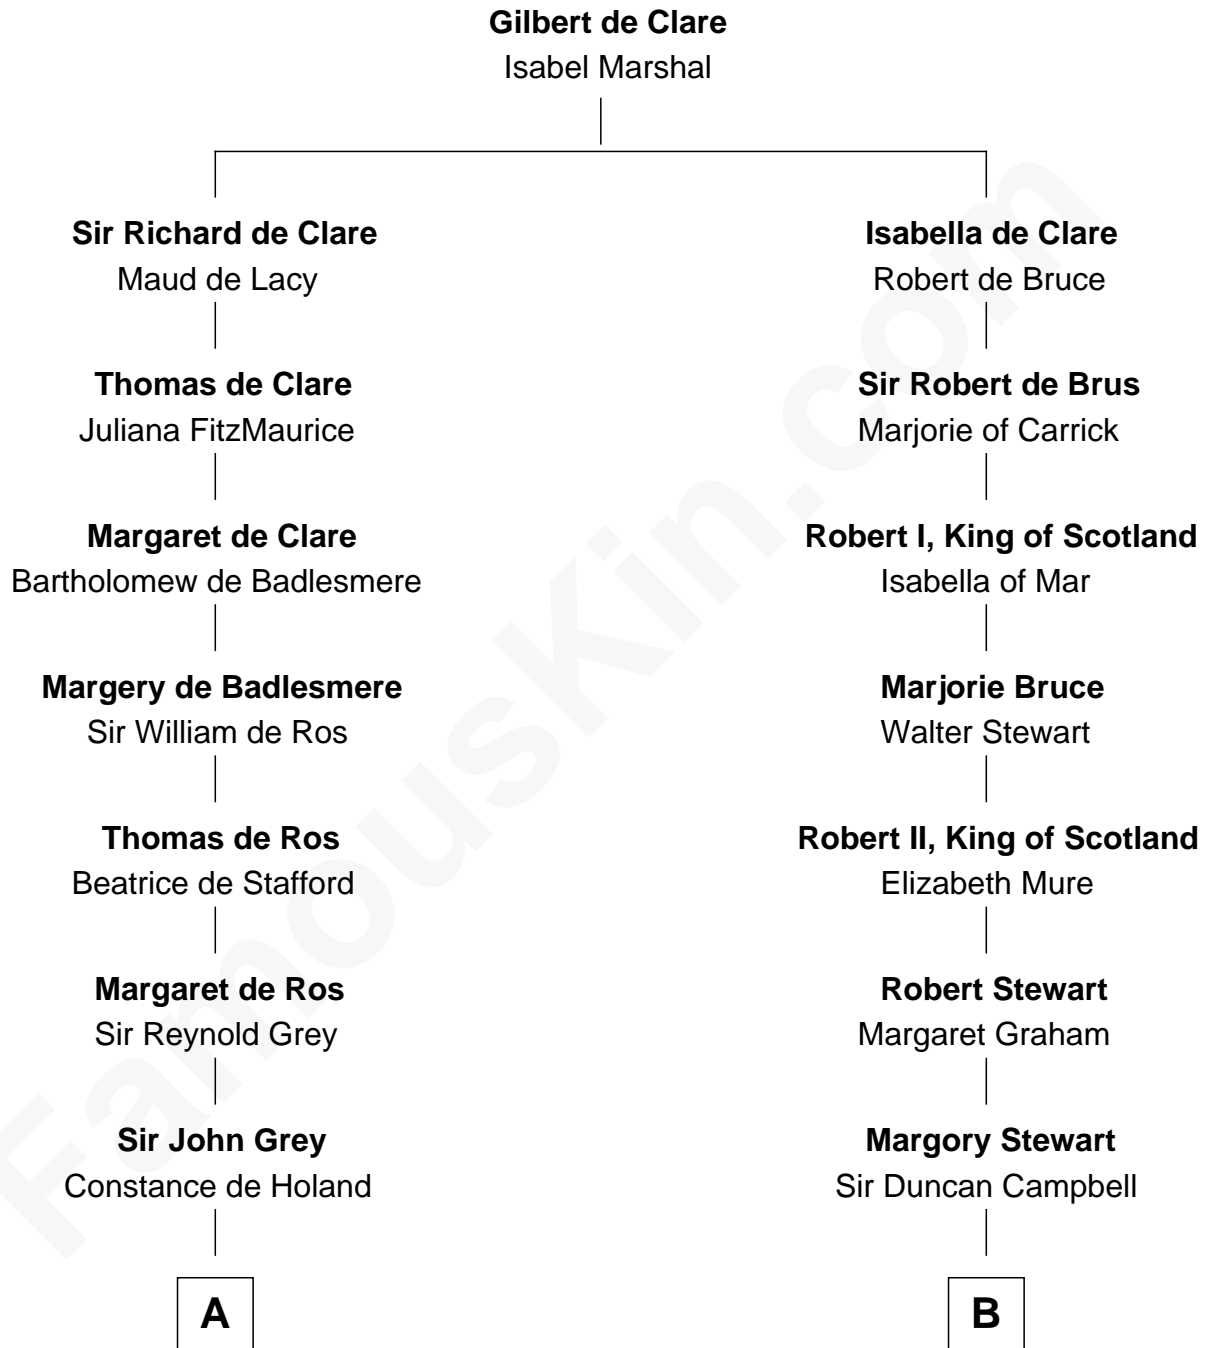 Gilbert de Clare
Isabel Marshal
Sir Richard de Clare
Maud de Lacy
Thomas de Clare
Juliana FitzMaurice
Margaret de Clare
Bartholomew de Badlesmere
Margery de Badlesmere
Sir William de Ros
Thomas de Ros
Beatrice de Stafford
Margaret de Ros
Sir Reynold Grey
Sir John Grey
Constance de Holand
A
Isabella de Clare
Robert de Bruce
Sir Robert de Brus
Marjorie of Carrick
Robert I, King of Scotland
Isabella of Mar
Marjorie Bruce
Walter Stewart
Robert II, King of Scotland
Elizabeth Mure
Robert Stewart
Margaret Graham
Margory Stewart
Sir Duncan Campbell
B
FamousKin.com